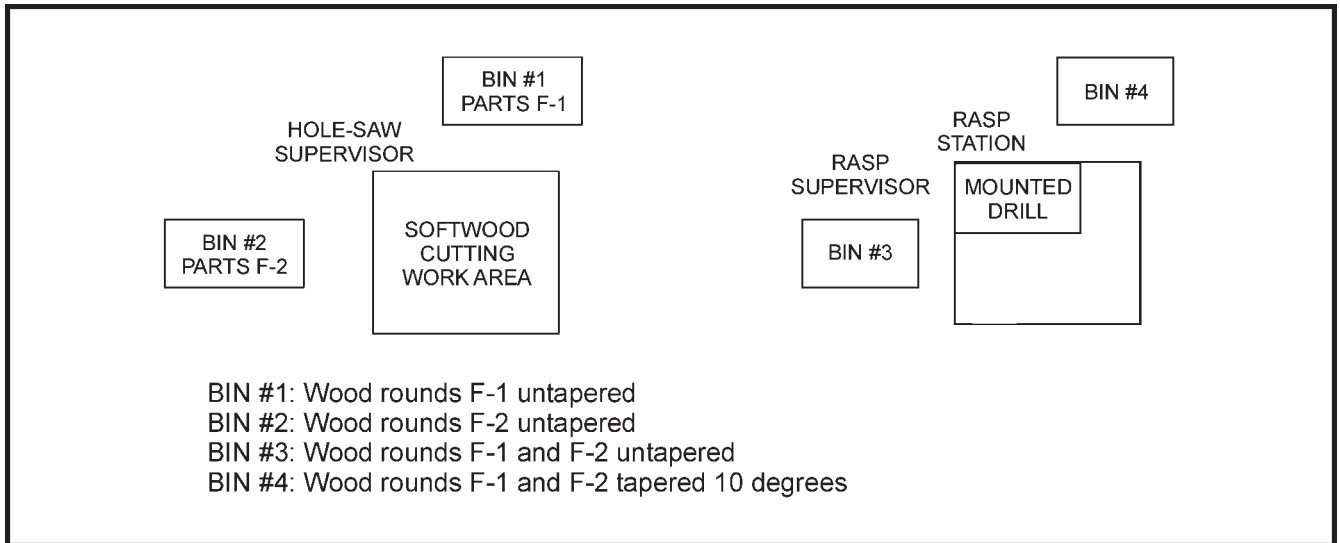 BIN #1
PARTS F-1
HOLE-SAW
SUPERVISOR
BIN #2
PARTS F-2
SOFTWOOD
CUTTING
WORK AREA
BIN #4
RASP
STATION
RASP
SUPERVISOR
MOUNTED
DRILL
BIN #3
BIN #1: Wood rounds F-1 untapered
BIN #2: Wood rounds F-2 untapered
BIN #3: Wood rounds F-1 and F-2 untapered
BIN #4: Wood rounds F-1 and F-2 tapered 10 degrees